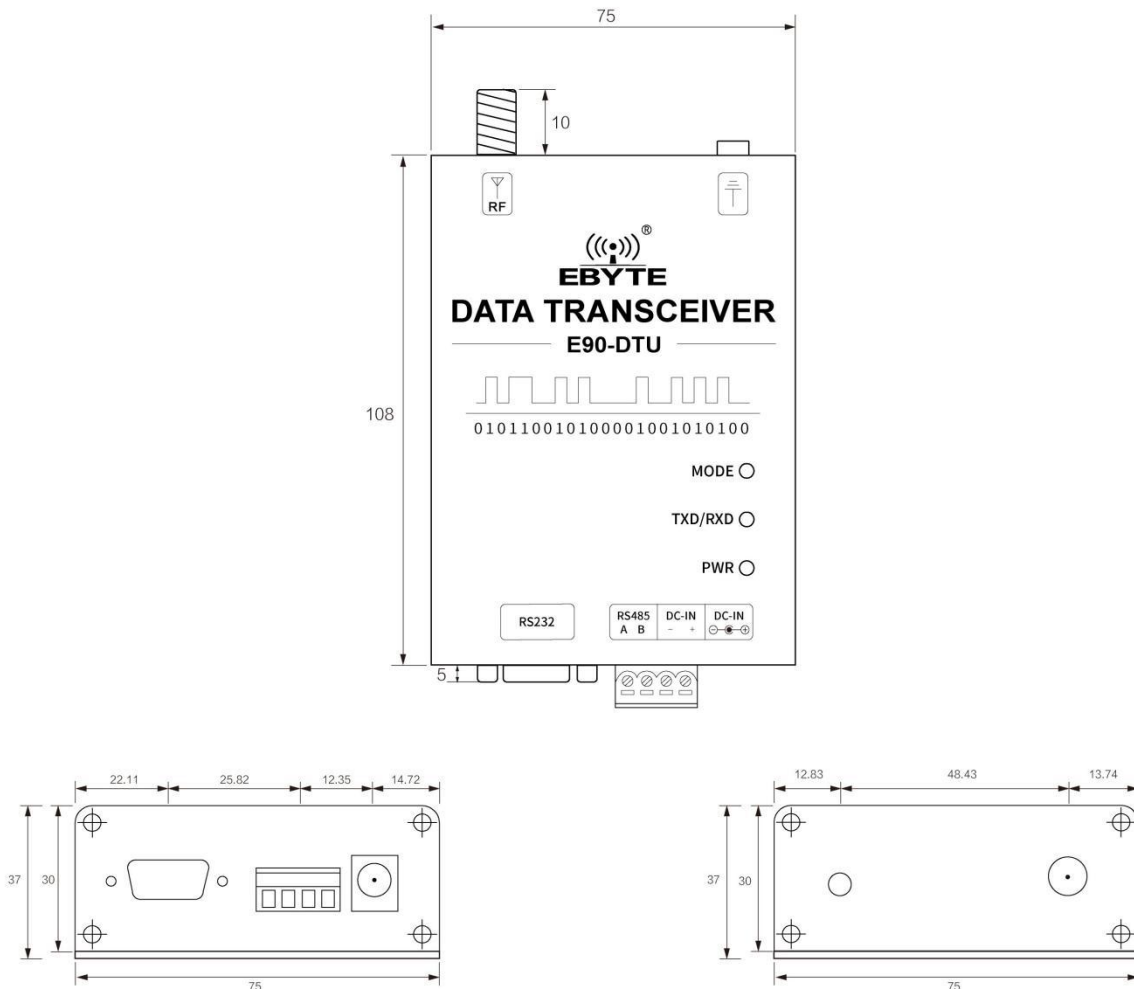 75
10
RF
®
EBYTE
DATA TRANSCEIVER
E90-DTU
108
010110010100001001010100
MODE
TXD/RXD
PWR
RS232
RS485 DC-IN DC-IN
A B - +
5
22.11 25.82 12.35 14.72
37 30
75
12.83 48.43 13.74
37 30
75